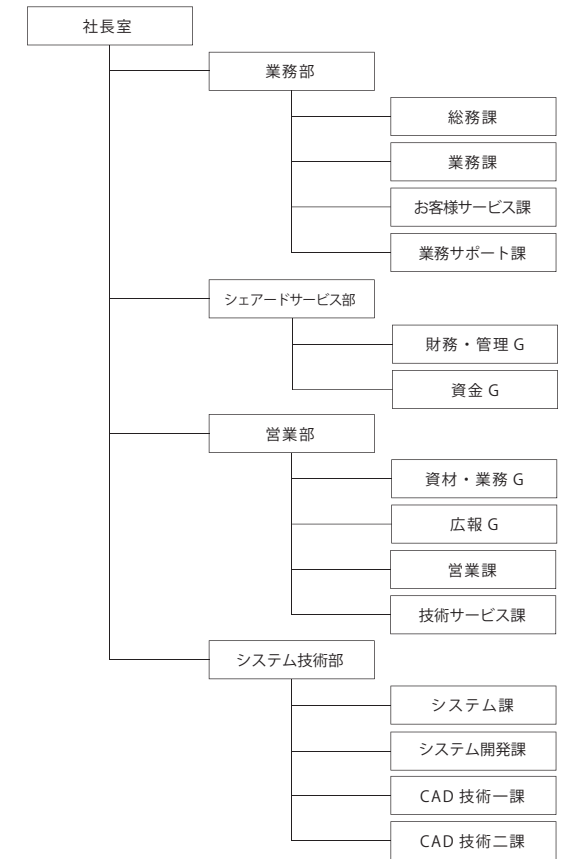 社長室
業務部
総務課
業務課
お客様サービス課
業務サポート課
シェアードサービス部
財務・管理 G
資金 G
営業部
資材・業務 G
広報 G
営業課
技術サービス課
システム技術部
システム課
システム開発課
CAD 技術一課
CAD 技術二課